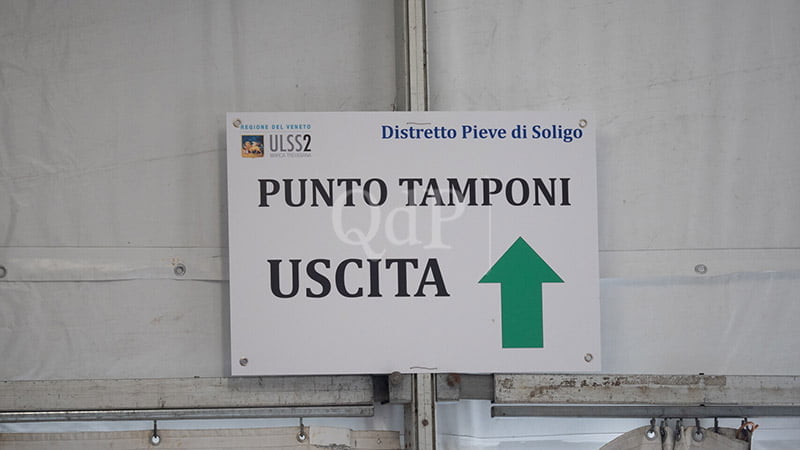 REGIONE DEL VENETO
ULSS2
MARCA TREVIGIANA
Distretto Pieve di Soligo
PUNTO TAMPONI
QdP
USCITA